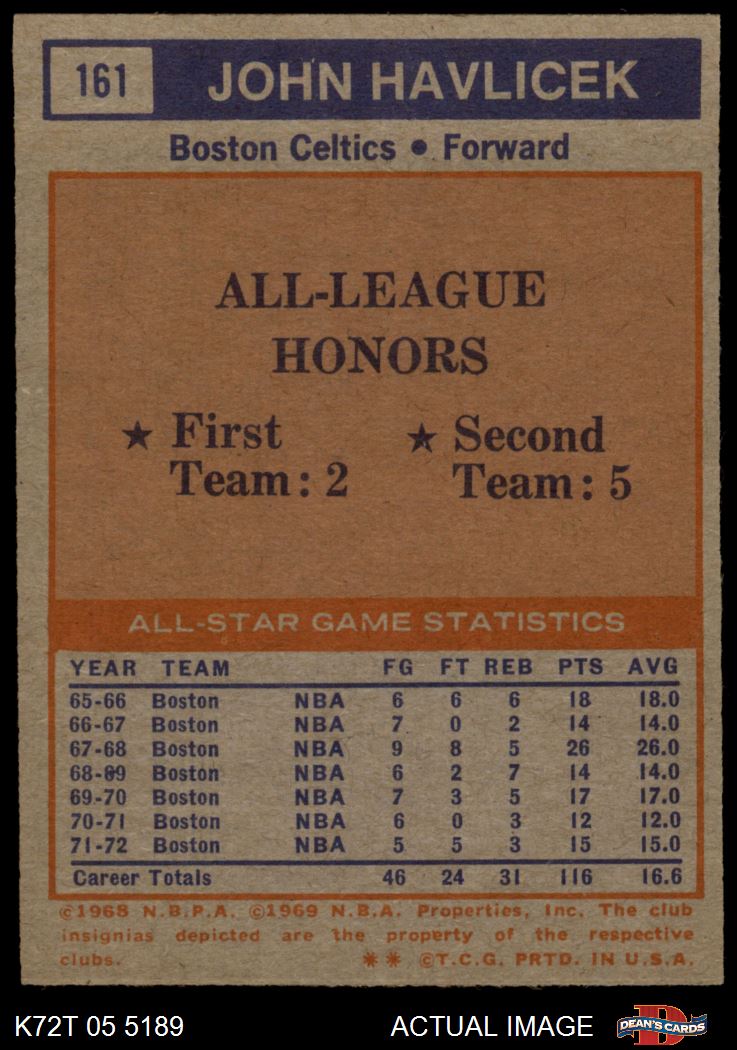 161 JOHN HAVLICEK
Boston Celtics • Forward
ALL-LEAGUE
HONORS
★ First Team: 2
★ Second Team: 5
ALL-STAR GAME STATISTICS
YEAR TEAM FG FT REB PTS AVG
65-66 Boston NBA 6 6 6 18 18.0
66-67 Boston NBA 7 0 2 14 14.0
67-68 Boston NBA 9 8 5 26 26.0
68-69 Boston NBA 6 2 7 14 14.0
69-70 Boston NBA 7 3 5 17 17.0
70-71 Boston NBA 6 0 3 12 12.0
71-72 Boston NBA 5 5 3 15 15.0
Career Totals 46 24 31 116 16.6
©1968 N.B.P.A. ©1969 N.B.A. Properties, Inc. The club
insignias depicted are the property of the respective
clubs. ** ©T.C.G. PRTD. IN U.S.A.
K72T 05 5189 ACTUAL IMAGE DEAN'S CARDS